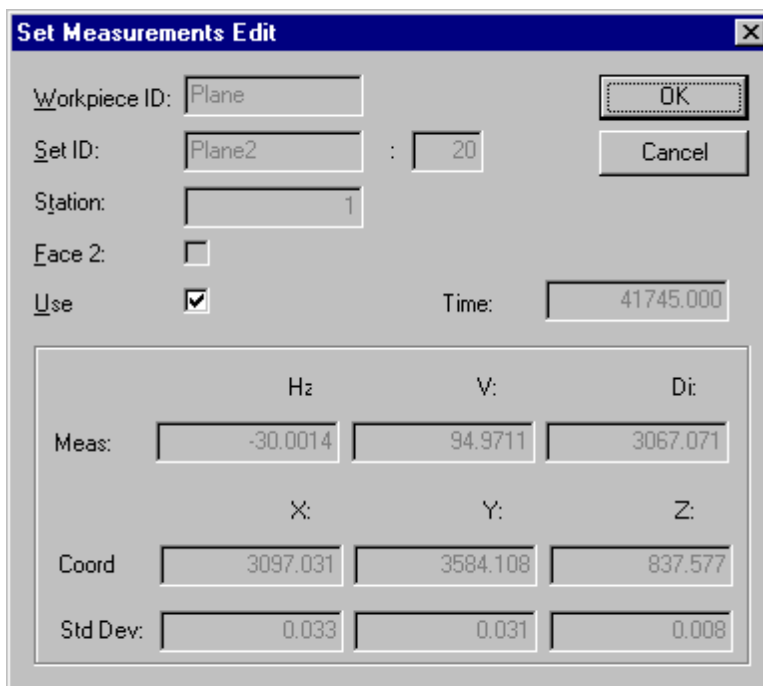 Set Measurements Edit
Workpiece ID: Plane OK
Set ID: Plane2 : 20 Cancel
Station: 1
Face 2:
Use Time: 41745.000
Hz V: Di:
Meas: -30.0014 94.9711 3067.071
X: Y: Z:
Coord 3097.031 3584.108 837.577
Std Dev: 0.033 0.031 0.008